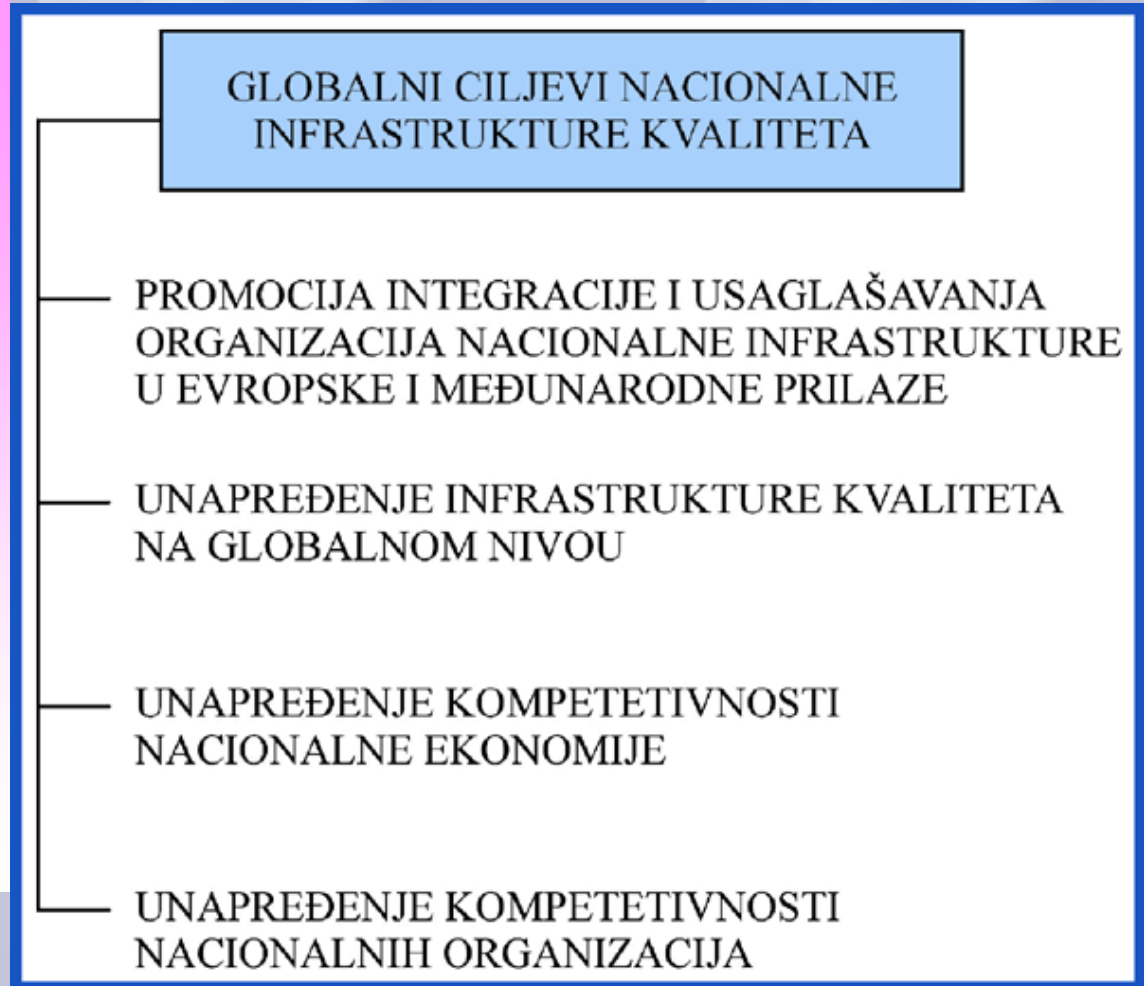 GLOBALNI CILJEVI NACIONALNE
INFRASTRUKTURE KVALITETA
PROMOCIJA INTEGRACIJE I USAGLAŠAVANJA
ORGANIZACIJA NACIONALNE INFRASTRUKTURE
U EVROPSKE I MEĐUNARODNE PRILAZE
UNAPREĐENJE INFRASTRUKTURE KVALITETA
NA GLOBALNOM NIVOU
UNAPREĐENJE KOMPETETIVNOSTI
NACIONALNE EKONOMIJE
UNAPREĐENJE KOMPETETIVNOSTI
NACIONALNIH ORGANIZACIJA